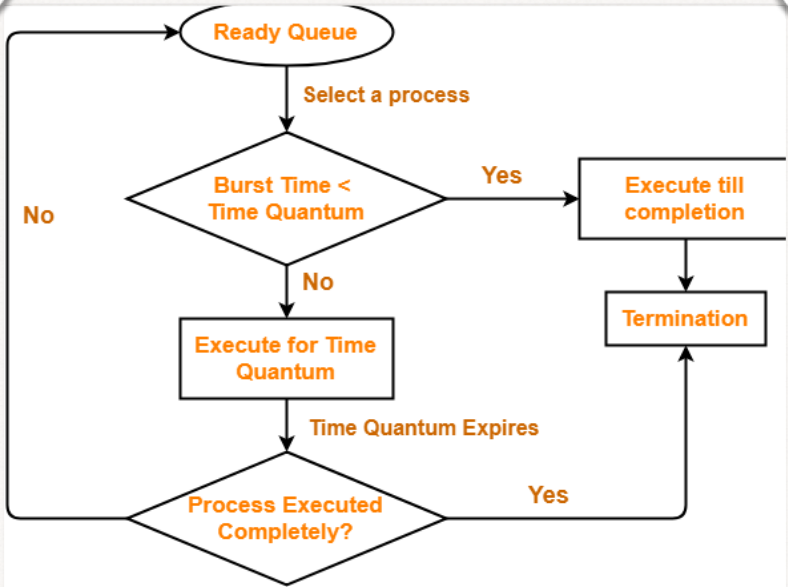 Ready Queue
Select a process
Burst Time <
Time Quantum
Yes
Execute till
completion
No
No
Termination
Execute for Time
Quantum
Time Quantum Expires
Process Executed
Completely?
Yes